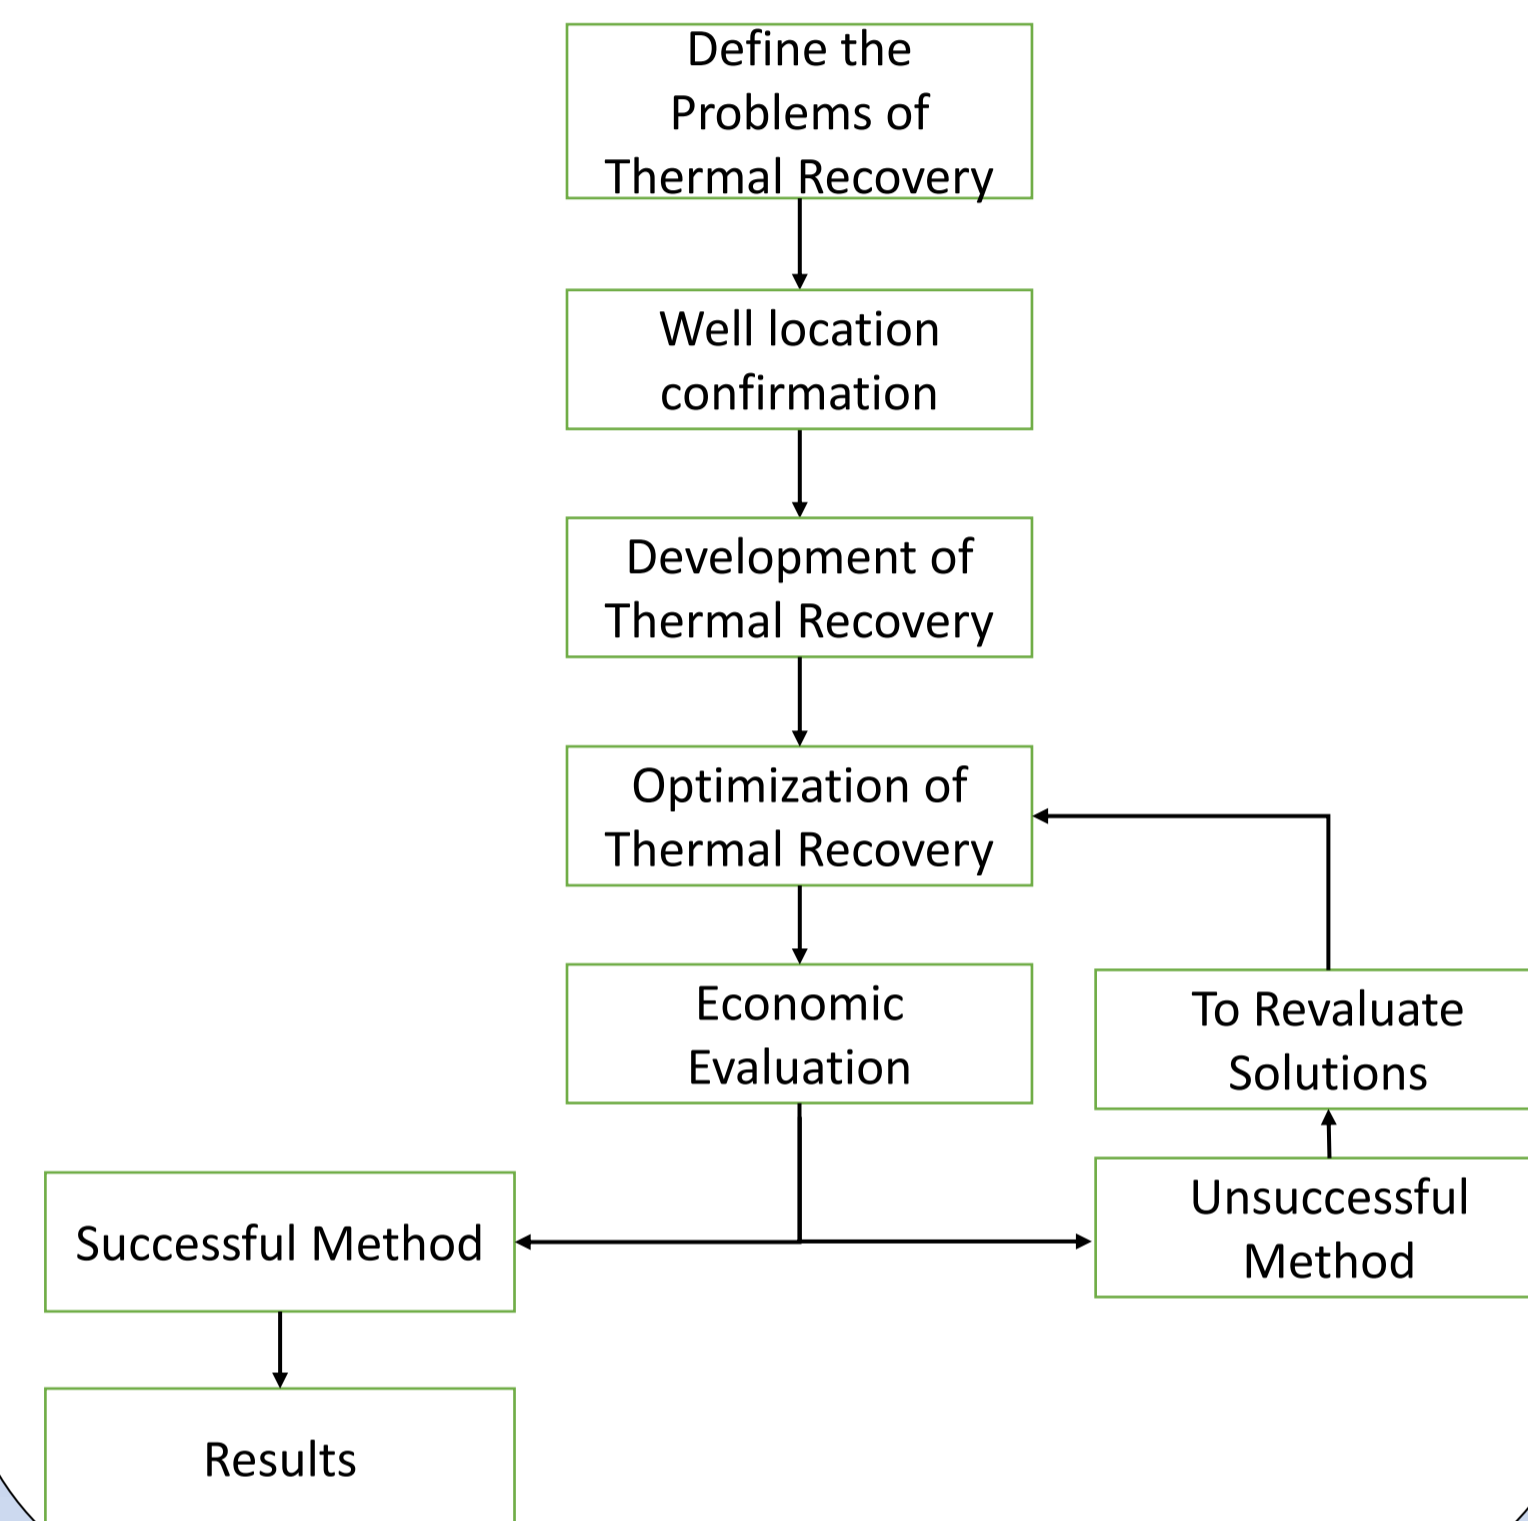 Define the
Problems of
Thermal Recovery
Well location
confirmation
Development of
Thermal Recovery
Optimization of
Thermal Recovery
Economic
Evaluation
To Revaluate
Solutions
Successful Method
Unsuccessful
Method
Results